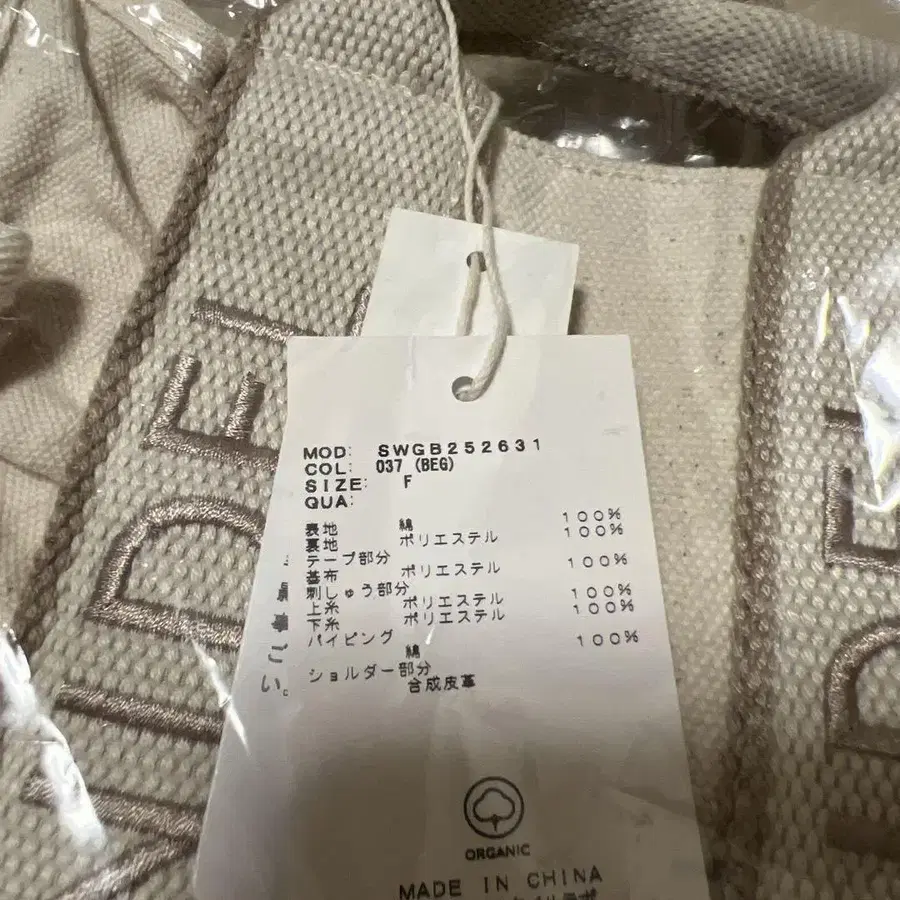 MOD: SWGB252631
COL: 037 (BEG)
SIZE: F
QUA:
表地 綿 100%
裏地 ポリエステル 100%
テープ部分
基布 ポリエステル 100%
刺しゅう部分
上糸 ポリエステル 100%
下糸 ポリエステル 100%
パイピング
綿 100%
ショルダー部分
合成皮革
ORGANIC
MADE IN CHINA
い。
IDEI